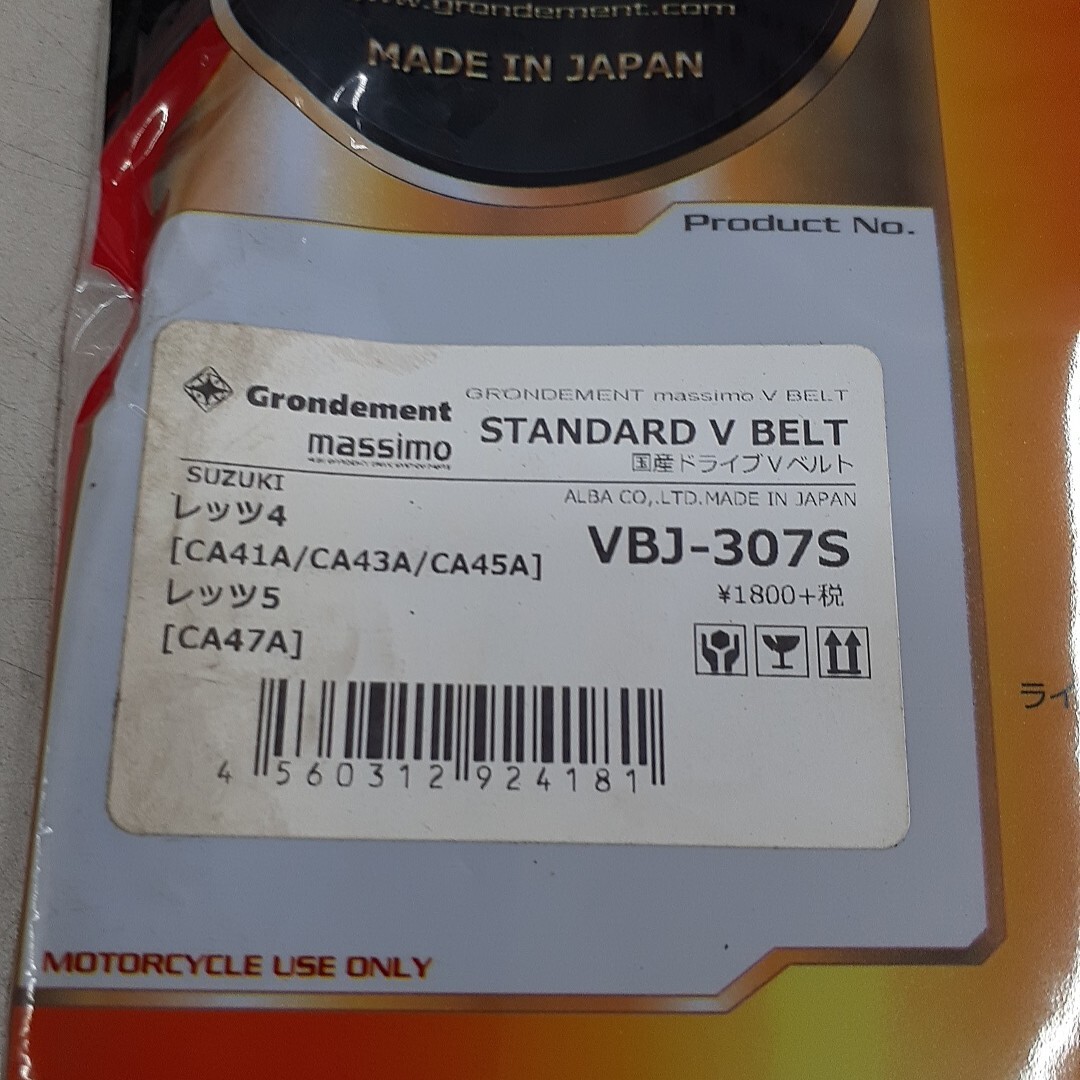 www.grondement.com
MADE IN JAPAN
Product No.
Grondement
massimo
GRONDEMENT massimo V BELT
STANDARD V BELT
国産ドライブVベルト
ALBA CO,.LTD.MADE IN JAPAN
SUZUKI
レッツ4
[CA41A/CA43A/CA45A]
レッツ5
[CA47A]
VBJ-307S
¥1800+税
4 560312 924181
MOTORCYCLE USE ONLY